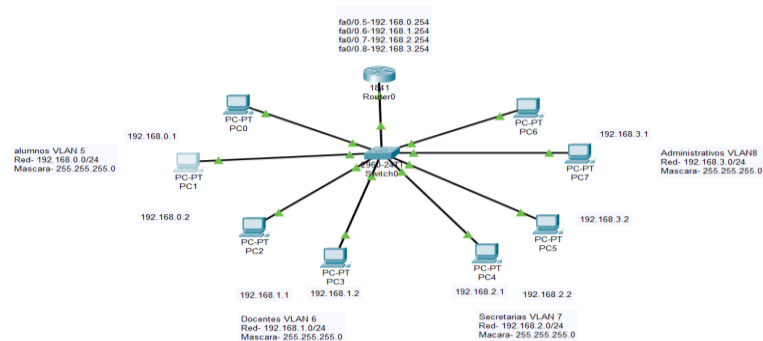 fa0/0.5-192.168.0.254
fa0/0.6-192.168.1.254
fa0/0.7-192.168.2.254
fa0/0.8-192.168.3.254
1841
Router0
PC-PT
PC0
PC-PT
PC6
192.168.0.1
192.168.3.1
alumnos VLAN 5
Red- 192.168.0.0/24
Mascara- 255.255.255.0
PC-PT
PC1
2960-24TT
Switch0
PC-PT
PC7
Administrativos VLAN8
Red- 192.168.3.0/24
Mascara- 255.255.255.0
192.168.0.2
192.168.3.2
PC-PT
PC2
PC-PT
PC3
PC-PT
PC4
PC-PT
PC5
192.168.1.1
192.168.1.2
192.168.2.1
192.168.2.2
Docentes VLAN 6
Red- 192.168.1.0/24
Mascara- 255.255.255.0
Secretarias VLAN 7
Red- 192.168.2.0/24
Macara- 255.255.255.0